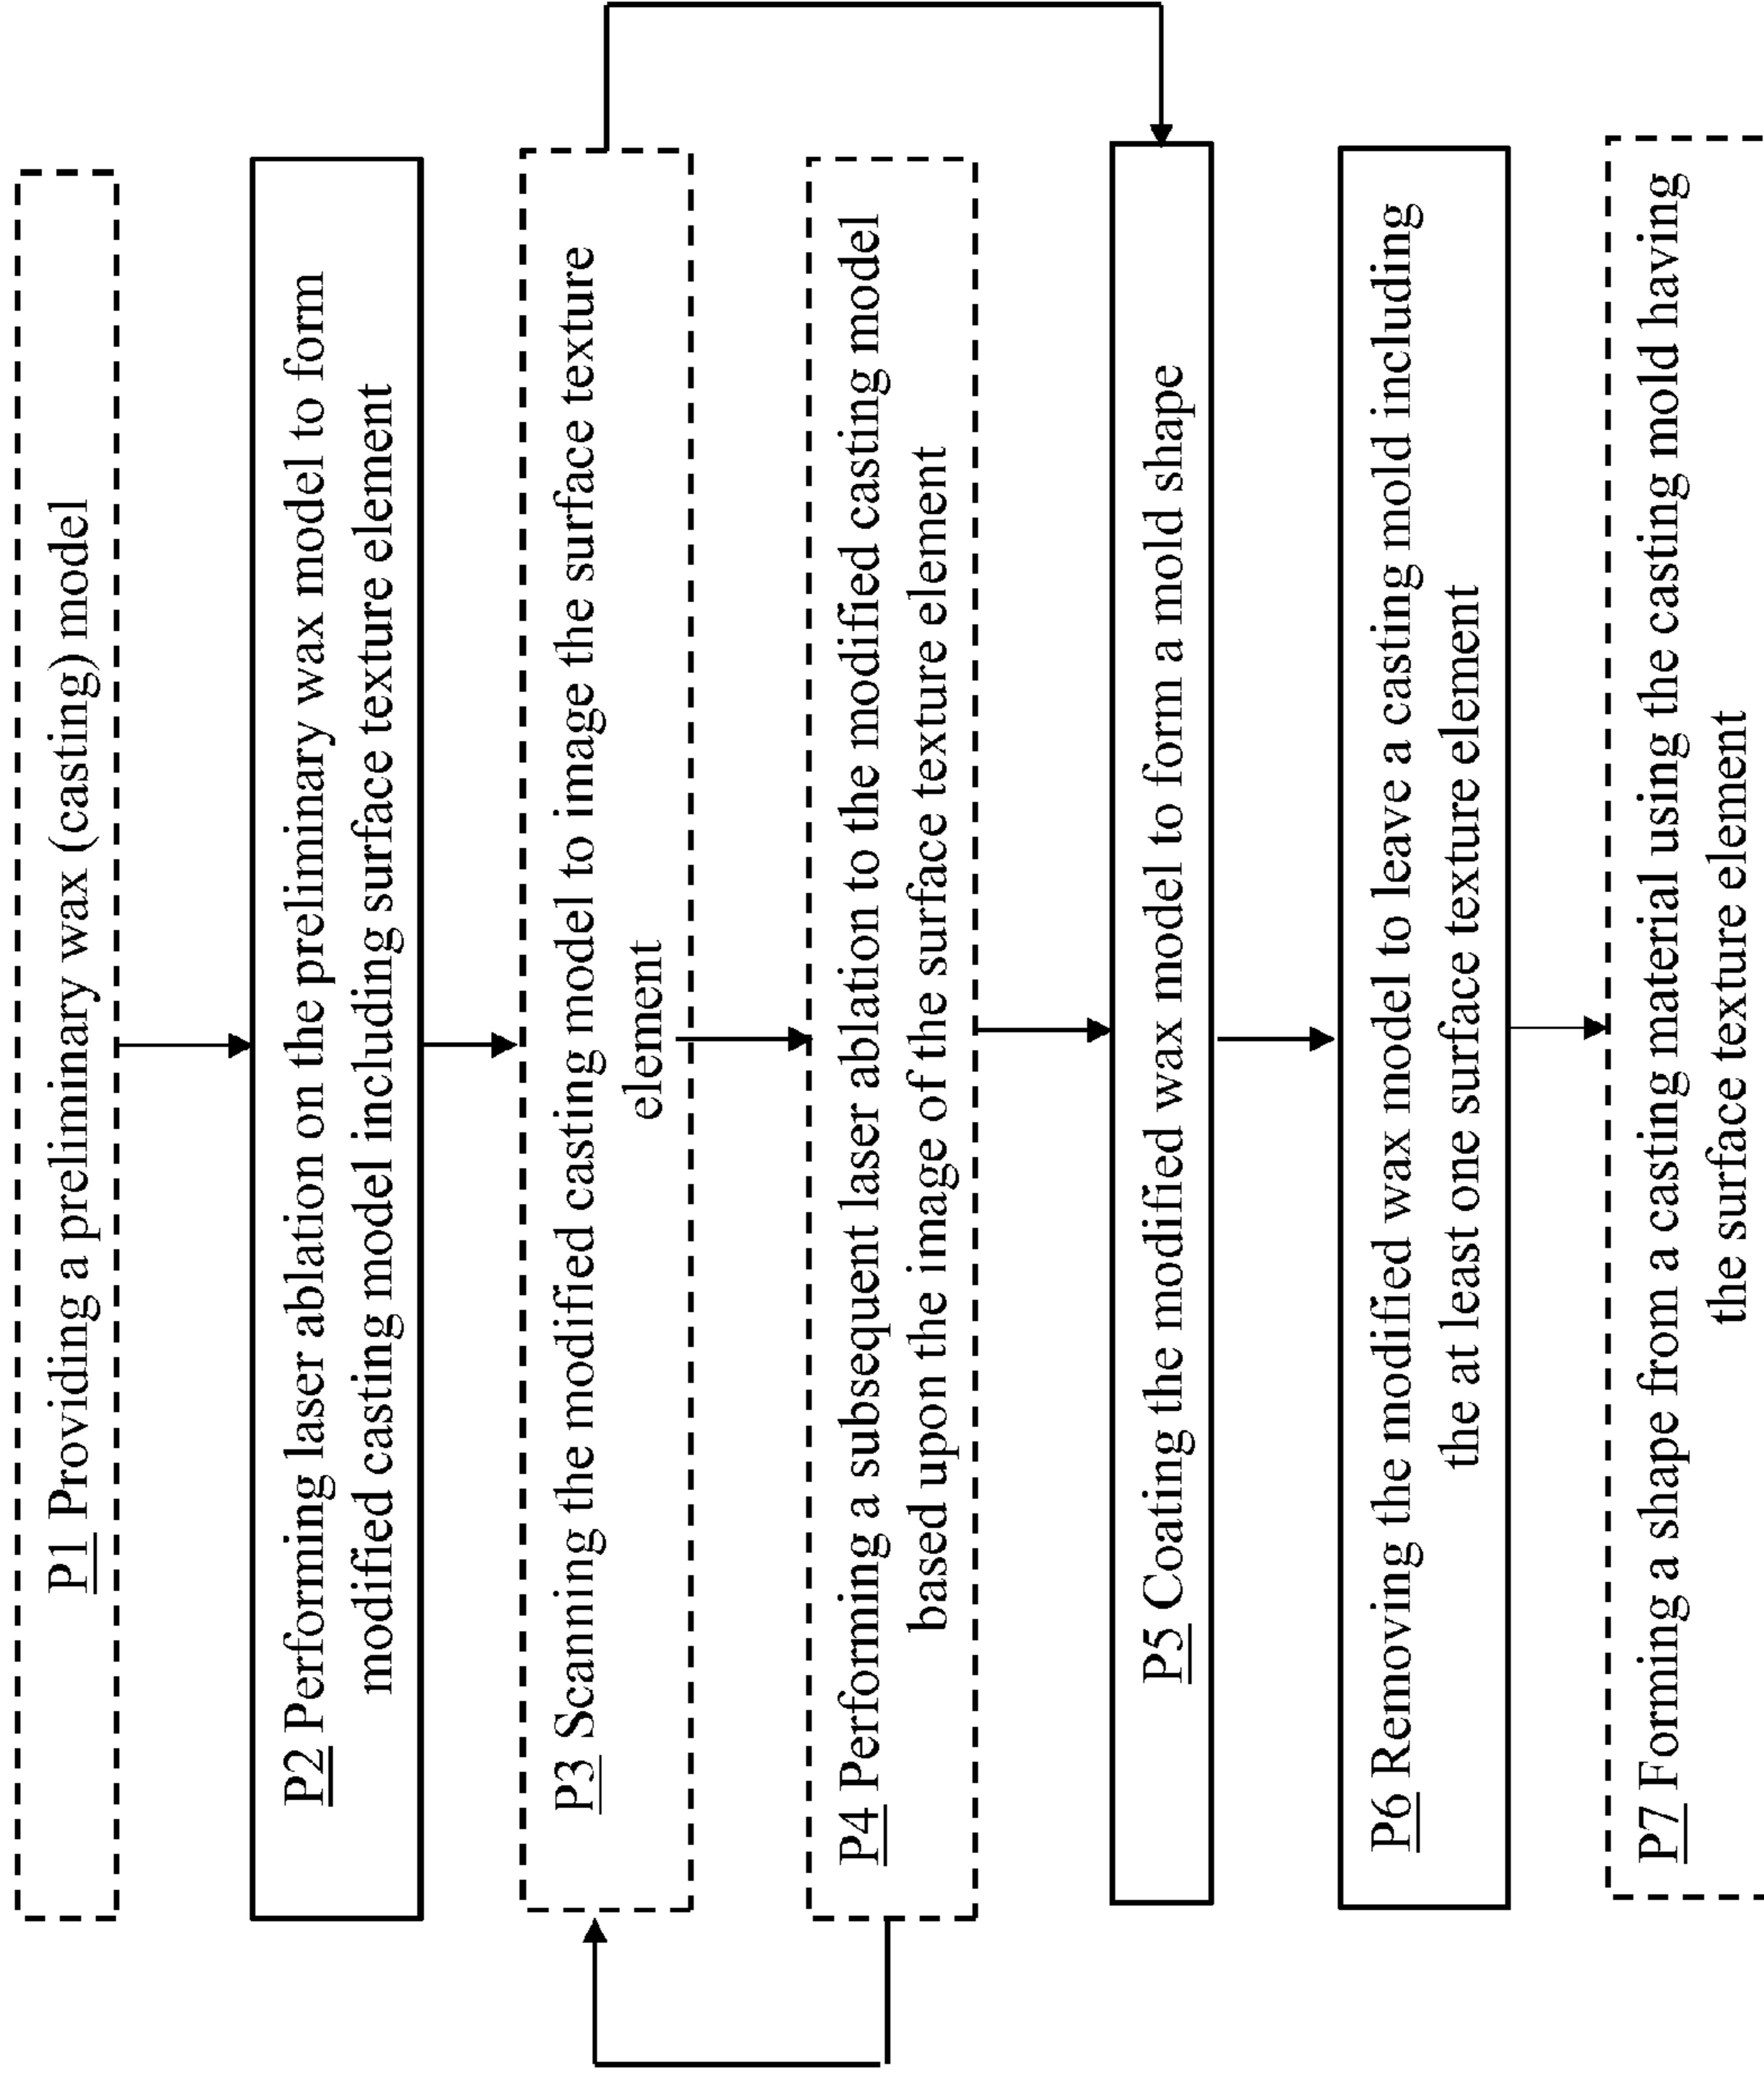 P1 Providing a preliminary wax (casting) model
P2 Performing laser ablation on the preliminary wax model to form
modified casting model including surface texture element
P3 Scanning the modified casting model to image the surface texture
element
P4 Performing a subsequent laser ablation to the modified casting model
based upon the image of the surface texture element
P5 Coating the modified wax model to form a mold shape
P6 Removing the modified wax model to leave a casting mold including
the at least one surface texture element
P7 Forming a shape from a casting material using the casting mold having
the surface texture element